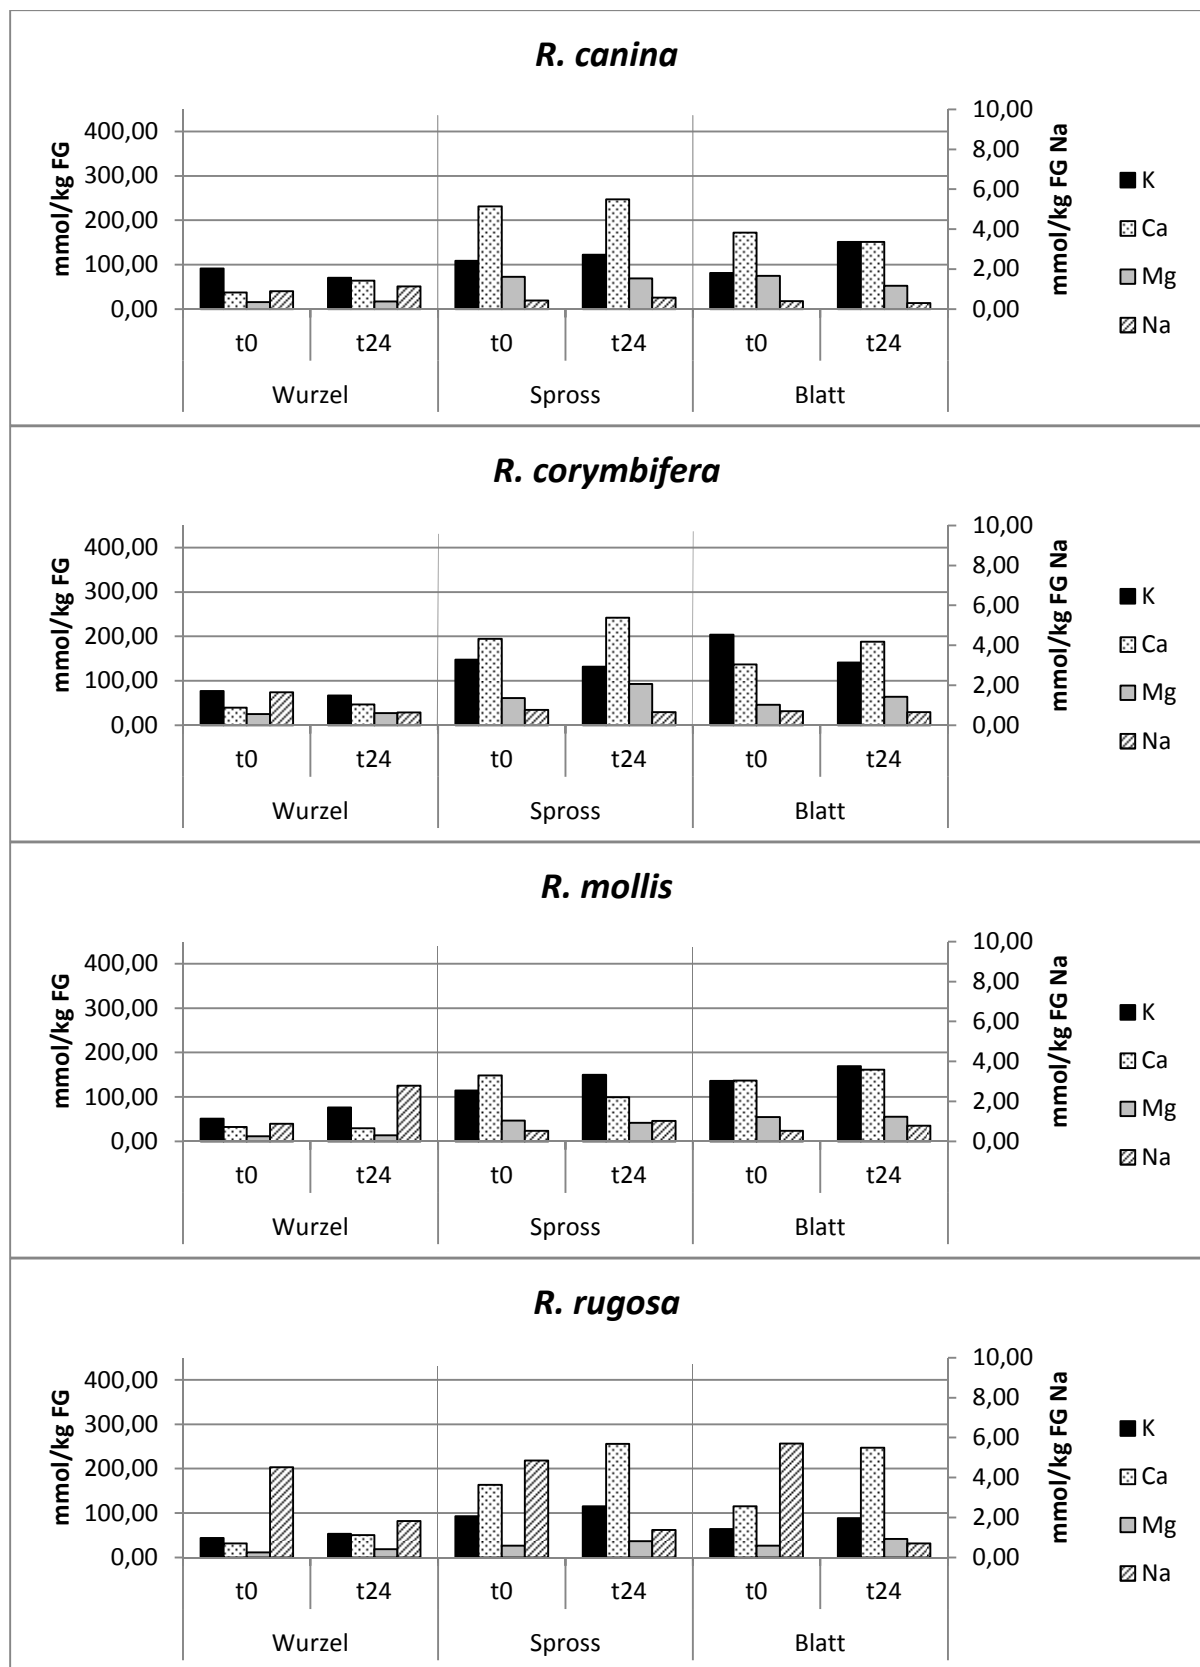 R. canina
mmol/kg FG
400,00
300,00
200,00
100,00
0,00
10,00
8,00
6,00
4,00
2,00
0,00
mmol/kg FG Na
K
Ca
Mg
Na
t0 t24 t0 t24 t0 t24
Wurzel Spross Blatt
R. corymbifera
mmol/kg FG
400,00
300,00
200,00
100,00
0,00
10,00
8,00
6,00
4,00
2,00
0,00
mmol/kg FG Na
K
Ca
Mg
Na
t0 t24 t0 t24 t0 t24
Wurzel Spross Blatt
R. mollis
mmol/kg FG
400,00
300,00
200,00
100,00
0,00
10,00
8,00
6,00
4,00
2,00
0,00
mmol/kg FG Na
K
Ca
Mg
Na
t0 t24 t0 t24 t0 t24
Wurzel Spross Blatt
R. rugosa
mmol/kg FG
400,00
300,00
200,00
100,00
0,00
10,00
8,00
6,00
4,00
2,00
0,00
mmol/kg FG Na
K
Ca
Mg
Na
t0 t24 t0 t24 t0 t24
Wurzel Spross Blatt